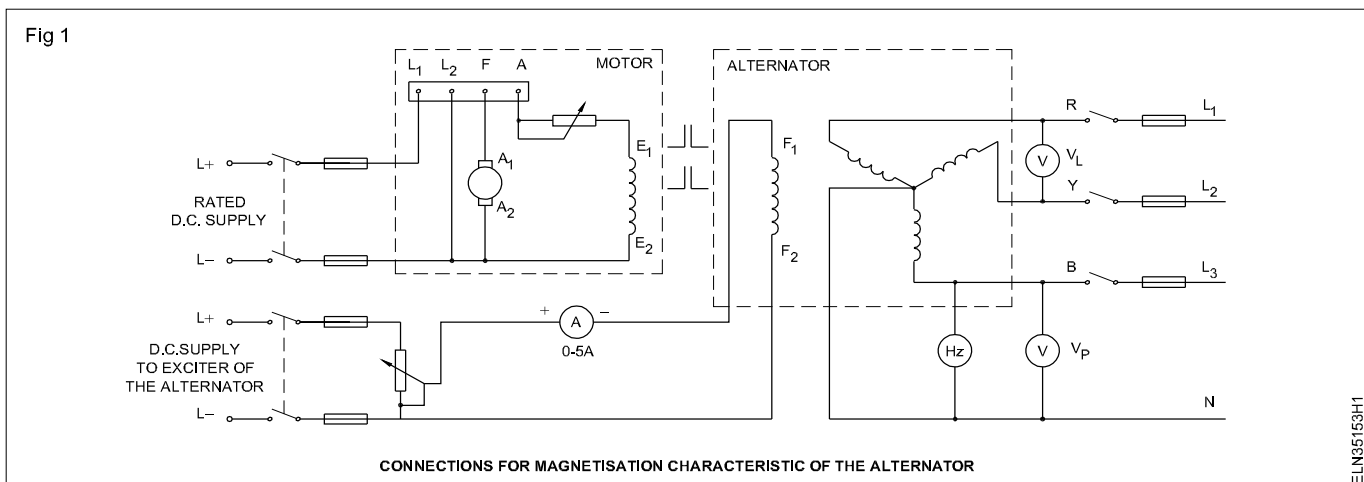 Fig 1
L1 L2 F A
MOTOR
ALTERNATOR
L+
RATED
D.C. SUPPLY
L–
A1
A2
E1
E2
F1
F2
R
L1
V
VL
Y
L2
B
L3
L+
D.C.SUPPLY
TO EXCITER OF
THE ALTERNATOR
L–
+ A –
0-5A
Hz
V
VP
N
CONNECTIONS FOR MAGNETISATION CHARACTERISTIC OF THE ALTERNATOR
ELN35153H1